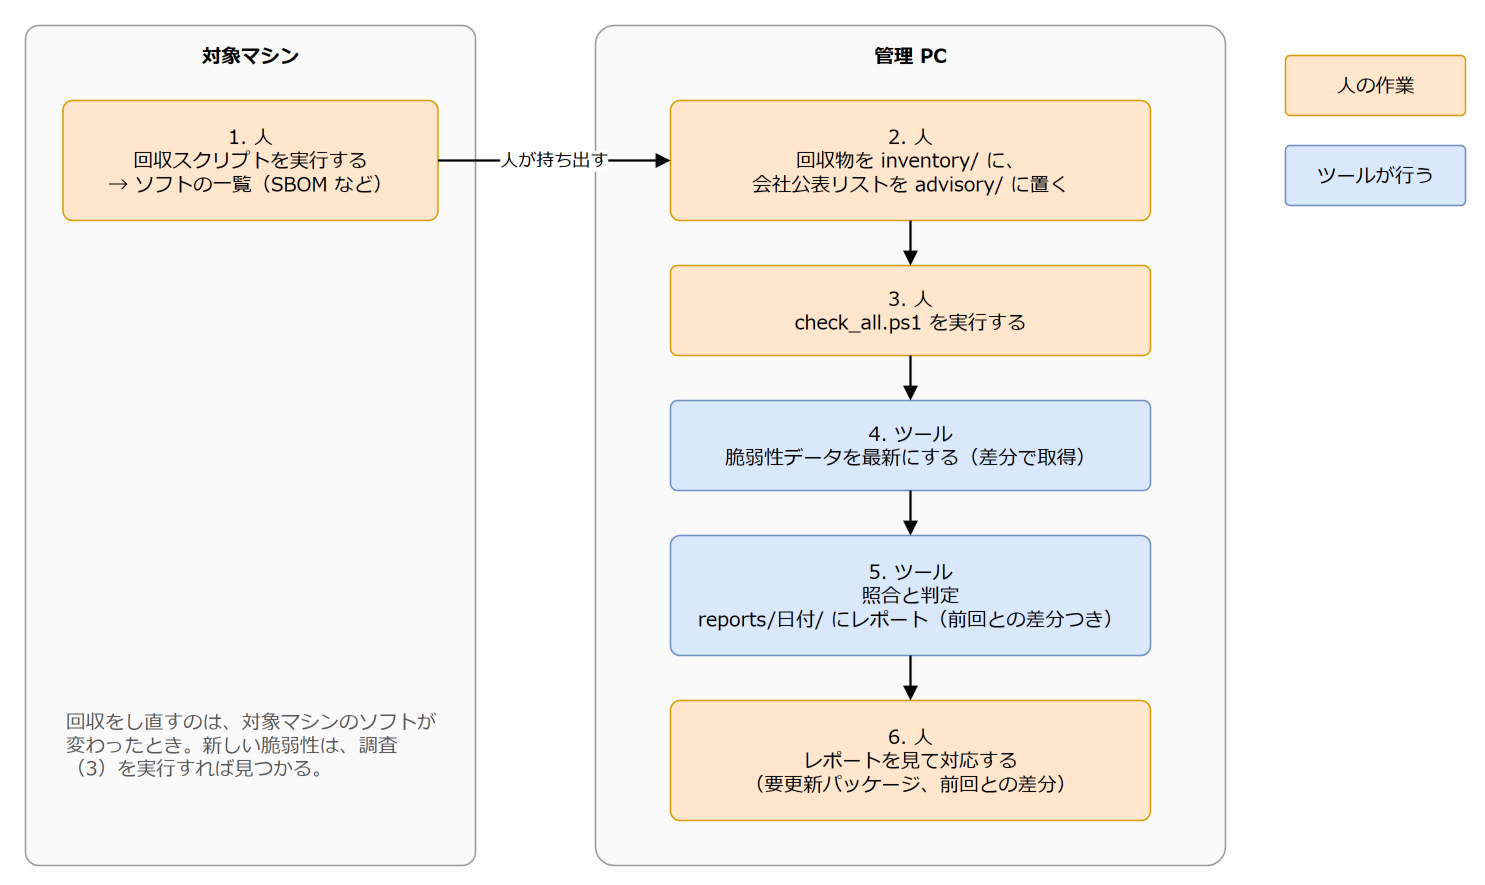 対象マシン
1. 人
回収スクリプトを実行する
→ ソフトの一覧（SBOM など）
人が持ち出す
管理 PC
2. 人
回収物を inventory/ に、
会社公表リストを advisory/ に置く
3. 人
check_all.ps1 を実行する
4. ツール
脆弱性データを最新にする（差分で取得）
5. ツール
照合と判定
reports/日付/ にレポート（前回との差分つき）
6. 人
レポートを見て対応する
（要更新パッケージ、前回との差分）
回収をし直すのは、対象マシンのソフトが
変わったとき。新しい脆弱性は、調査
（3）を実行すれば見つかる。
人の作業
ツールが行う